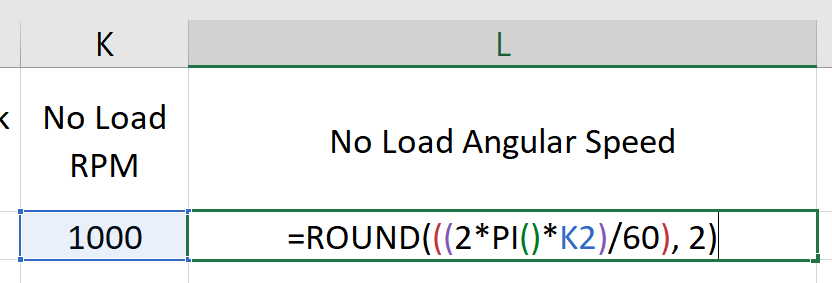 K
L
k
No Load
RPM
No Load Angular Speed
1000
=ROUND(((2*PI()*K2)/60), 2)